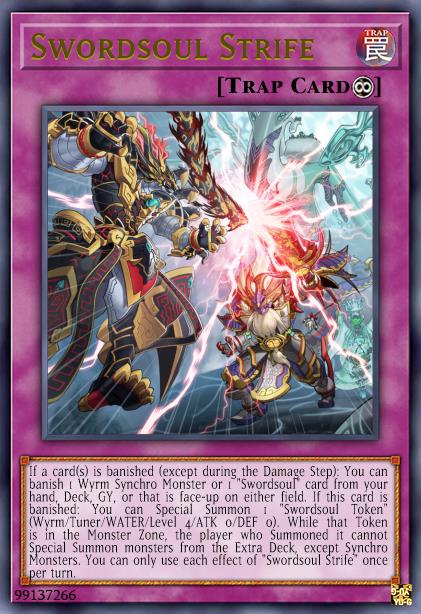 Swordsoul Strife
TRAP
罠
[Trap Card]
If a card(s) is banished (except during the Damage Step): You can
banish 1 Wyrm Synchro Monster or 1 "Swordsoul" card from your
hand, Deck, GY, or that is face-up on either field. If this card is
banished: You can Special Summon 1 "Swordsoul Token"
(Wyrm/Tuner/WATER/Level 4/ATK 0/DEF 0). While that Token
is in the Monster Zone, the player who Summoned it cannot
Special Summon monsters from the Extra Deck, except Synchro
Monsters. You can only use each effect of "Swordsoul Strife" once
per turn.
99137266